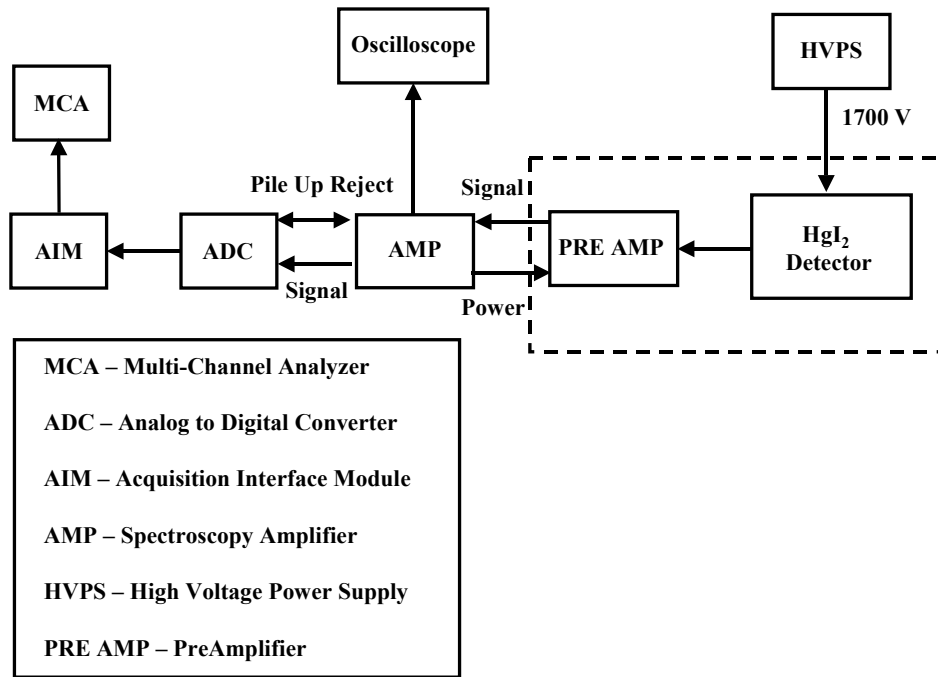 Oscilloscope
HVPS
MCA
1700 V
Pile Up Reject
Signal
AIM
ADC
AMP
PRE AMP
HgI₂
Detector
Signal
Power
MCA – Multi-Channel Analyzer
ADC – Analog to Digital Converter
AIM – Acquisition Interface Module
AMP – Spectroscopy Amplifier
HVPS – High Voltage Power Supply
PRE AMP – PreAmplifier